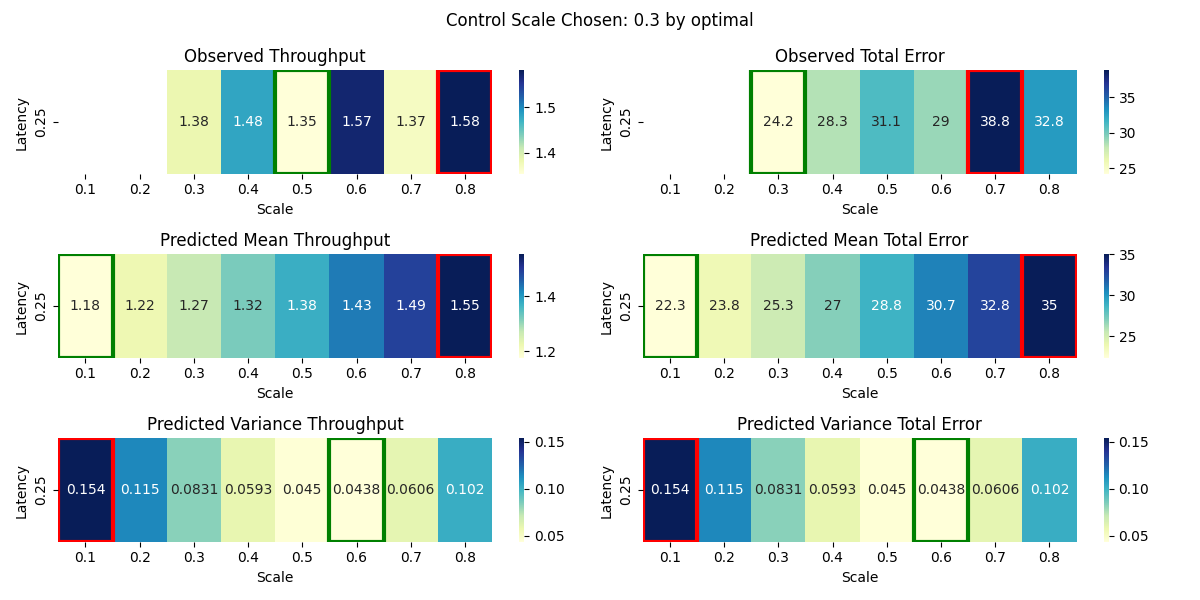 Control Scale Chosen: 0.3 by optimal
Observed Throughput
Latency
0.25
1.38 1.48 1.35 1.57 1.37 1.58
0.1 0.2 0.3 0.4 0.5 0.6 0.7 0.8
Scale
1.5
1.4
Observed Total Error
Latency
0.25
24.2 28.3 31.1 29 38.8 32.8
0.1 0.2 0.3 0.4 0.5 0.6 0.7 0.8
Scale
35
30
25
Predicted Mean Throughput
Latency
0.25
1.18 1.22 1.27 1.32 1.38 1.43 1.49 1.55
0.1 0.2 0.3 0.4 0.5 0.6 0.7 0.8
Scale
1.4
1.2
Predicted Mean Total Error
Latency
0.25
22.3 23.8 25.3 27 28.8 30.7 32.8 35
0.1 0.2 0.3 0.4 0.5 0.6 0.7 0.8
Scale
35
30
25
Predicted Variance Throughput
Latency
0.25
0.154 0.115 0.0831 0.0593 0.045 0.0438 0.0606 0.102
0.1 0.2 0.3 0.4 0.5 0.6 0.7 0.8
Scale
0.15
0.10
0.05
Predicted Variance Total Error
Latency
0.25
0.154 0.115 0.0831 0.0593 0.045 0.0438 0.0606 0.102
0.1 0.2 0.3 0.4 0.5 0.6 0.7 0.8
Scale
0.15
0.10
0.05